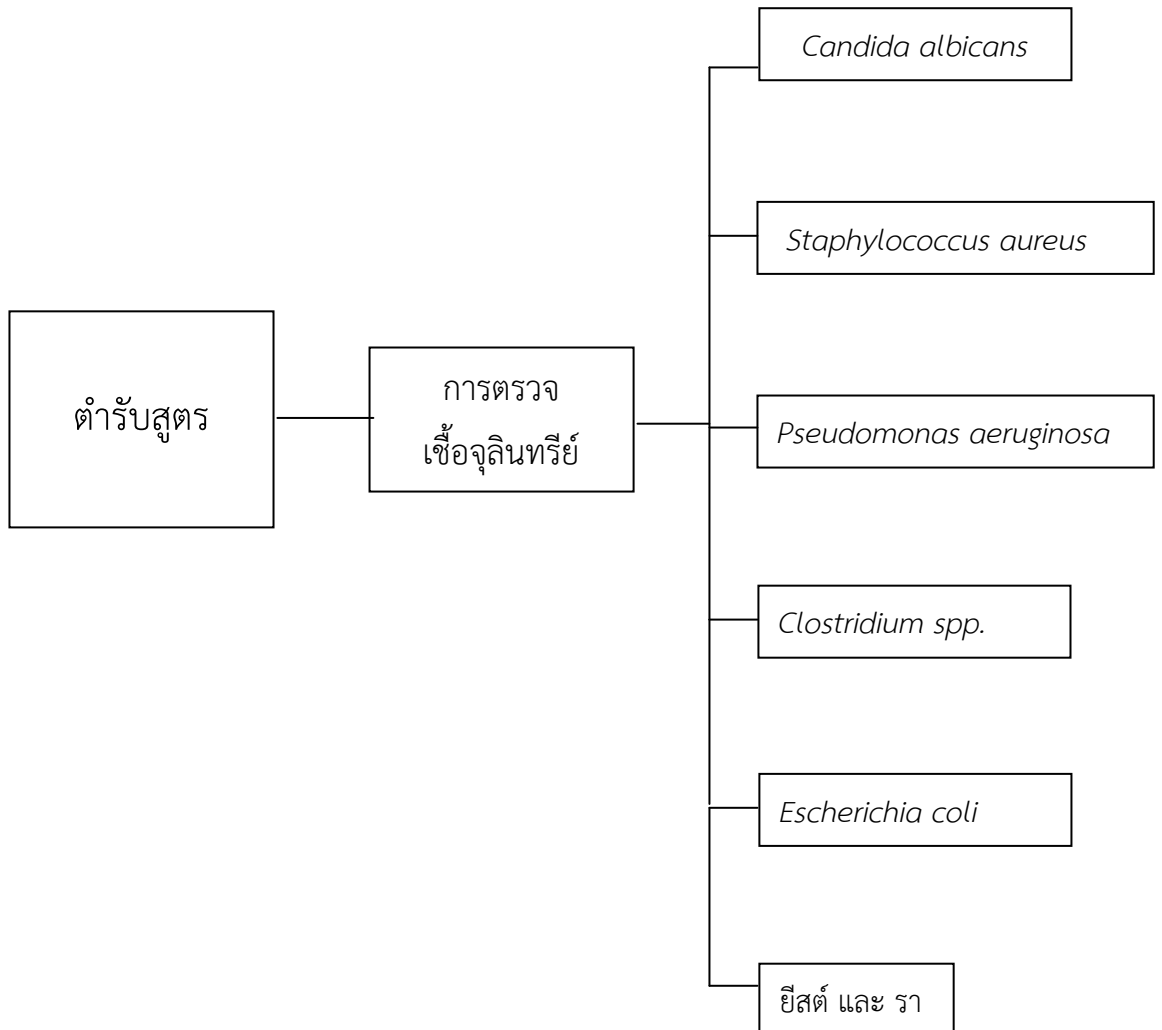 ตำรับสูตร
การตรวจ
เชื้อจุลินทรีย์
Candida albicans
Staphylococcus aureus
Pseudomonas aeruginosa
Clostridium spp.
Escherichia coli
ยีสต์ และ รา